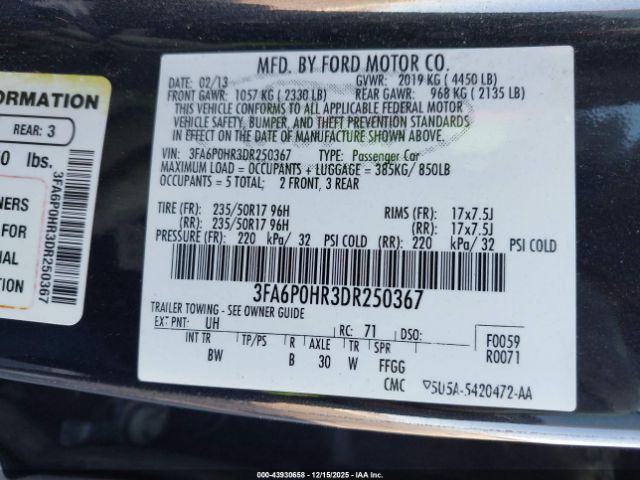 MFD. BY FORD MOTOR CO.
DATE: 02/13 GVWR: 2019 KG ( 4450 LB)
FRONT GAWR: 1057 KG ( 2330 LB) REAR GAWR: 968 KG ( 2135 LB)
THIS VEHICLE CONFORMS TO ALL APPLICABLE FEDERAL MOTOR
VEHICLE SAFETY, BUMPER, AND THEFT PREVENTION STANDARDS
IN EFFECT ON THE DATE OF MANUFACTURE SHOWN ABOVE.
VIN: 3FA6P0HR3DR250367 TYPE: Passenger Car
MAXIMUM LOAD = OCCUPANTS + LUGGAGE = 385KG/ 850LB
OCCUPANTS = 5 TOTAL: 2 FRONT, 3 REAR
TIRE (FR): 235/50R17 96H RIMS (FR): 17x7.5J
(RR): 235/50R17 96H (RR): 17x7.5J
PRESSURE (FR): 220 kPa/ 32 PSI COLD (RR): 220 kPa/ 32 PSI COLD
3FA6P0HR3DR250367
TRAILER TOWING - SEE OWNER GUIDE
EXT PNT: UH RC: 71 DSO: F0059
R0071
INT TR TP/PS R AXLE TR SPR
BW B 30 W FFGG
CMC 5U5A-5420472-AA
FORMATION
REAR: 3
0 lbs.
NERS
FOR
AL
N
3FA6P0HR3DR250367
000-43930658 - 12/15/2025 - COPART, INC.